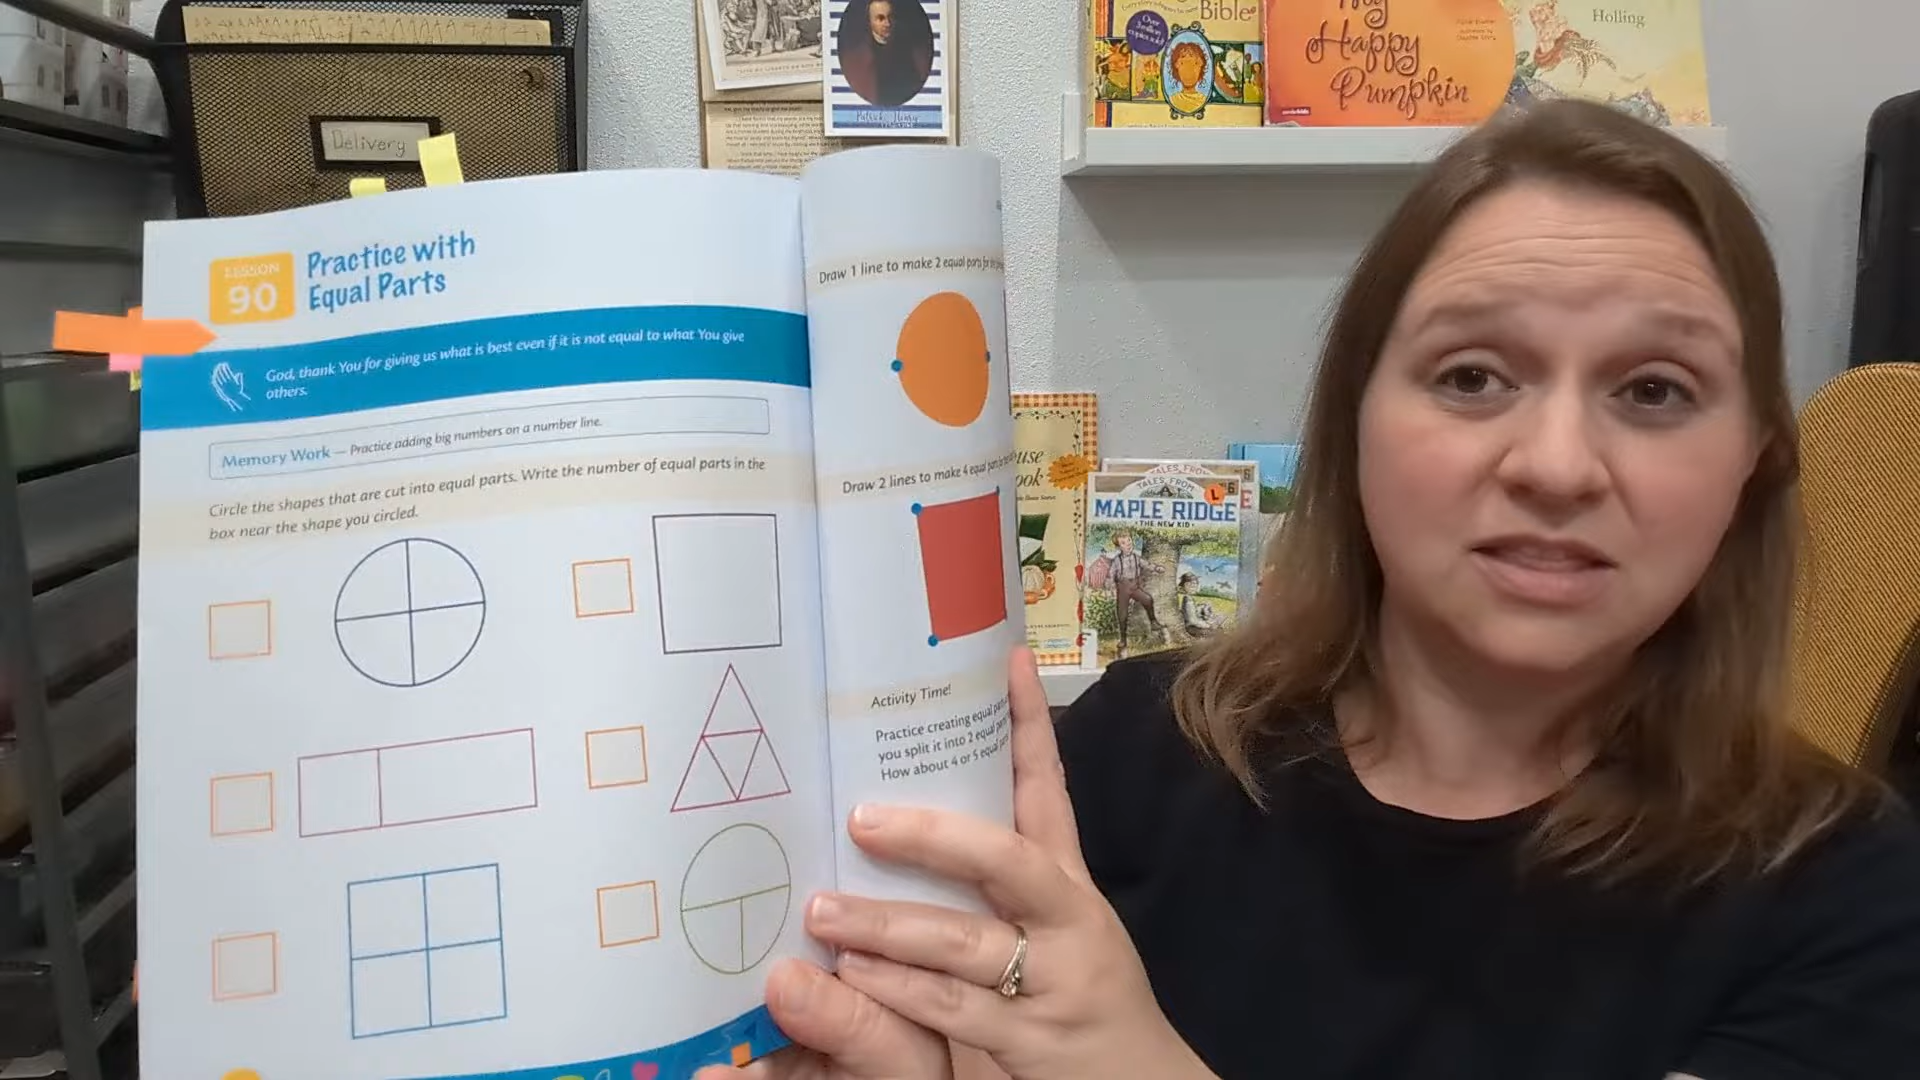 Delivery
Patrick Henry
Bible
Over
Happy
Pumpkin
Holling
LESSON
90
Practice with
Equal Parts
God, thank You for giving us what is best even if it is not equal to what You give
others.
Memory Work — Practice adding big numbers on a number line.
Circle the shapes that are cut into equal parts. Write the number of equal parts in the
box near the shape you circled.
Draw 1 line to make 2 equal parts
Draw 2 lines to make 4 equal parts
Activity Time!
Practice creating equal
you split it into 2 equal
How about 4 or 5 equal
TALES FROM
MAPLE RIDGE
THE NEW KID
L